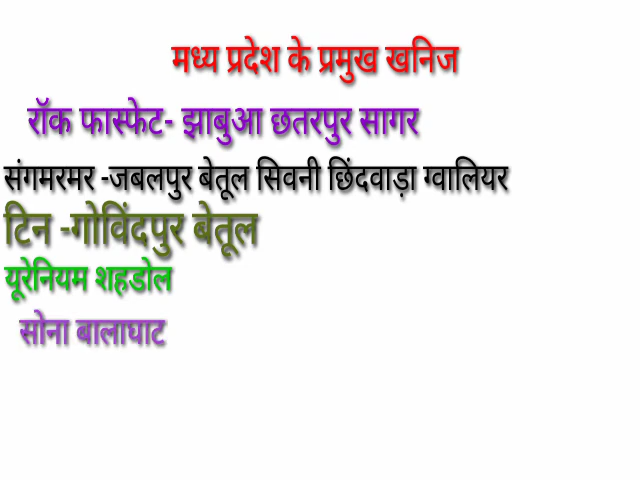 मध्य प्रदेश के प्रमुख खनिज
रॉक फास्फेट- झाबुआ छतरपुर सागर
संगमरमर -जबलपुर बेतूल सिवनी छिंदवाड़ा ग्वालियर
टिन -गोविंदपुर बेतूल
यूरेनियम शहडोल
सोना बालाघाट